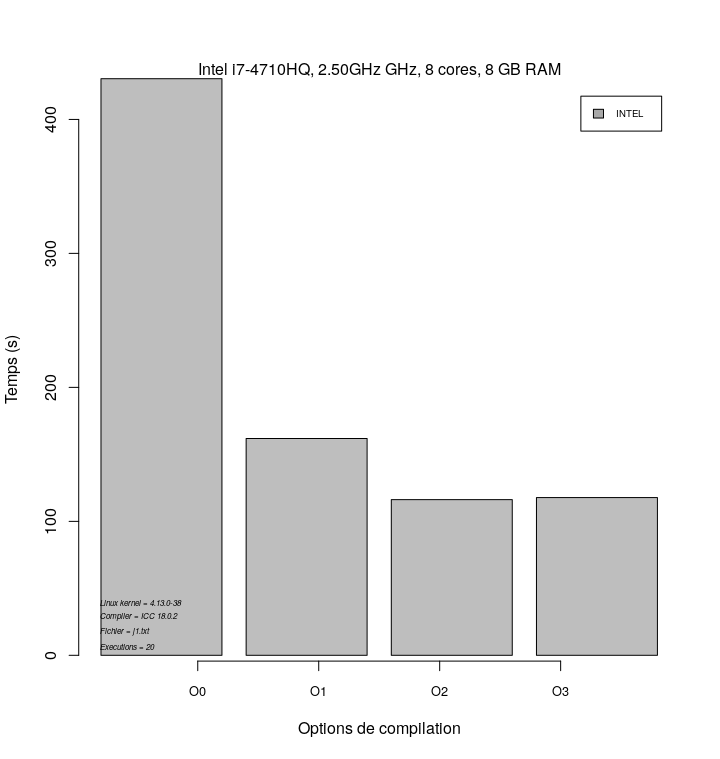 Intel i7-4710HQ, 2.50GHz GHz, 8 cores, 8 GB RAM
INTEL
400
300
200
100
0
Temps (s)
Linux kernel = 4.13.0-38
Compiler = ICC 18.0.2
Fichier = j1.txt
Executions = 20
O0 O1 O2 O3
Options de compilation